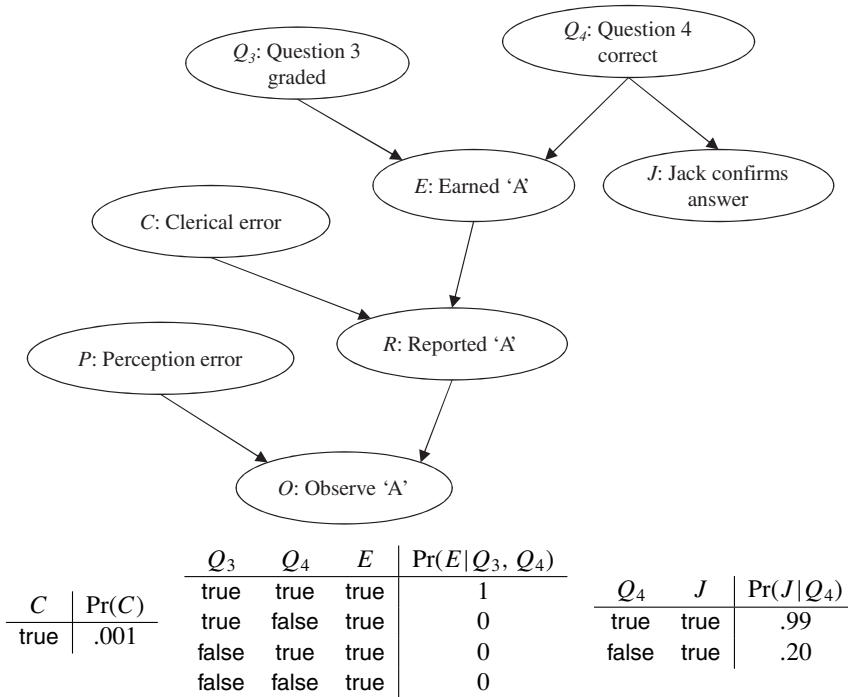 Q₃: Question 3
graded
Q₄: Question 4
correct
E: Earned ‘A’
J: Jack confirms
answer
C: Clerical error
R: Reported ‘A’
P: Perception error
O: Observe ‘A’
C Pr(C)
true .001
Q₃ Q₄ E Pr(E|Q₃, Q₄)
true true true 1
true false true 0
false true true 0
false false true 0
Q₄ J Pr(J|Q₄)
true true .99
false true .20